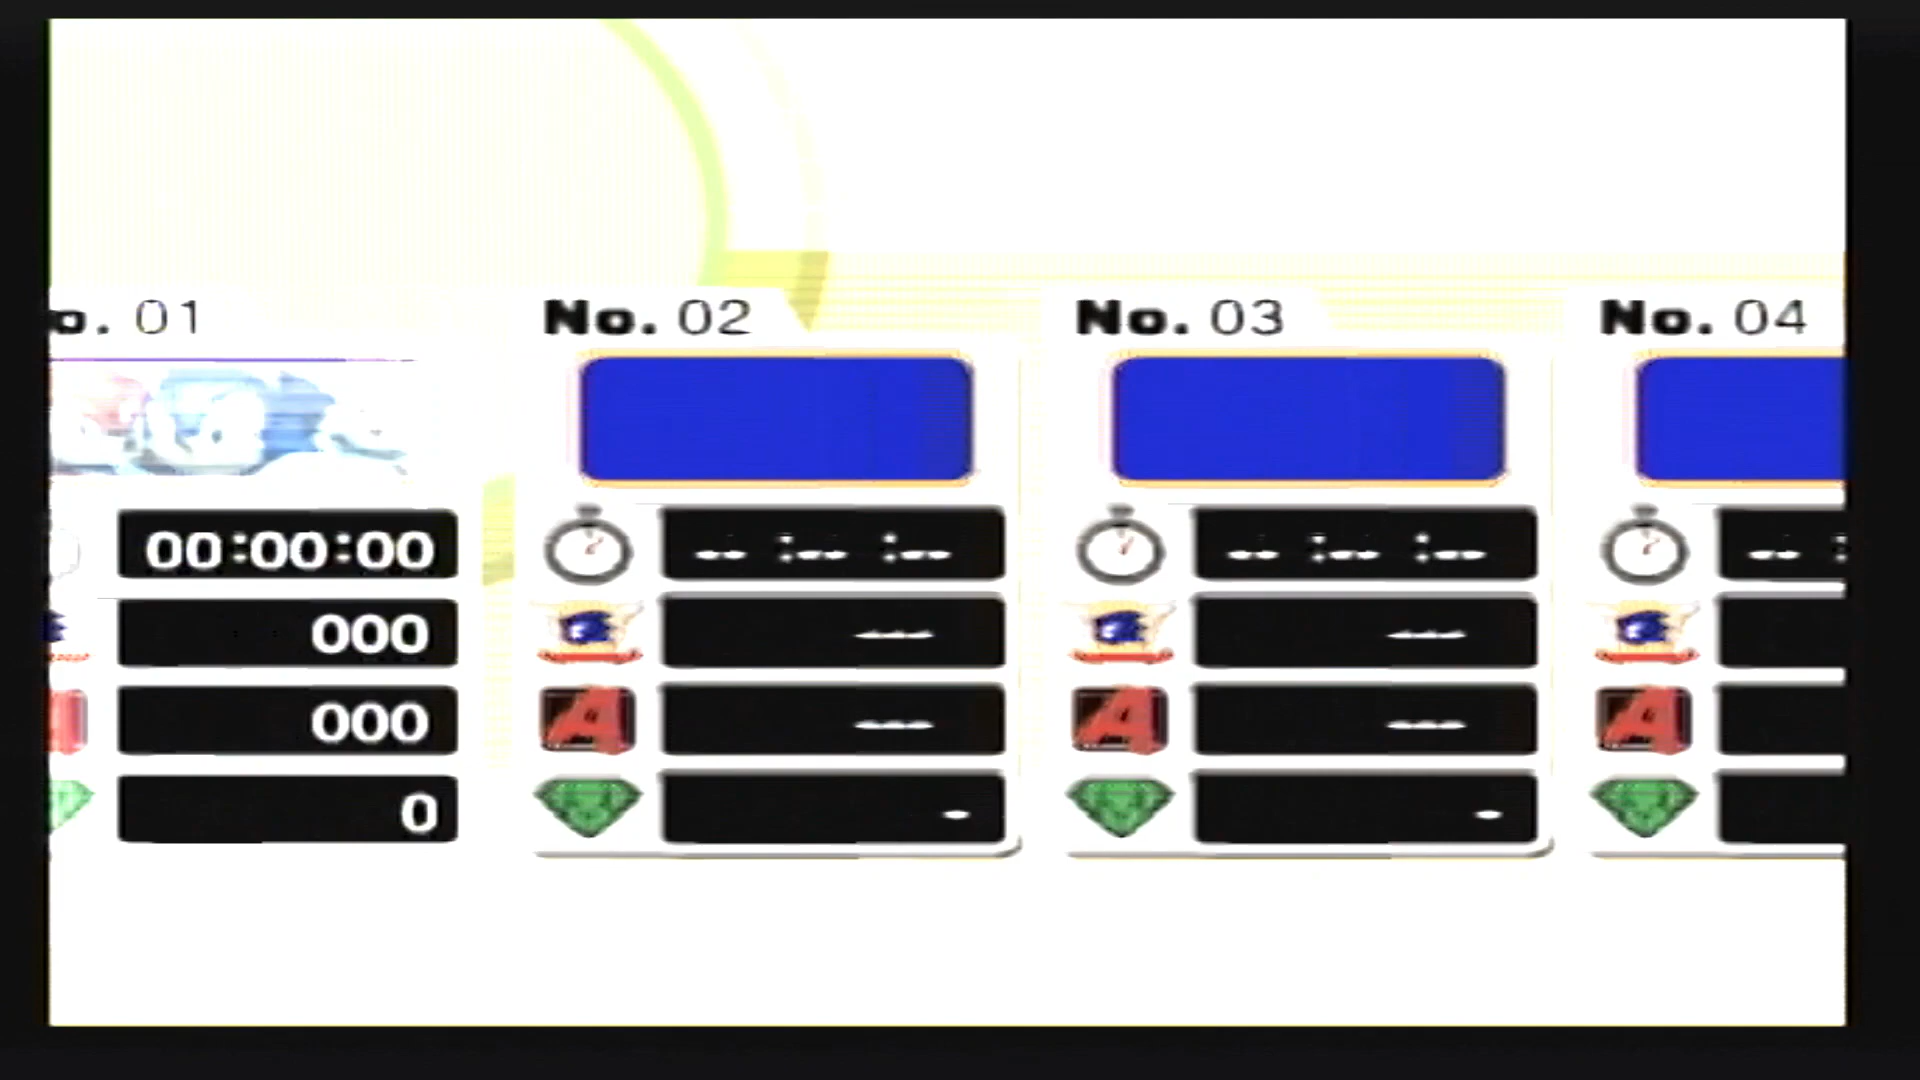 o. 01 No. 02 No. 03 No. 04
00:00:00 -- :-- :-- -- :-- :-- -- :
000 --- ---
000 A --- A --- A
0 - -